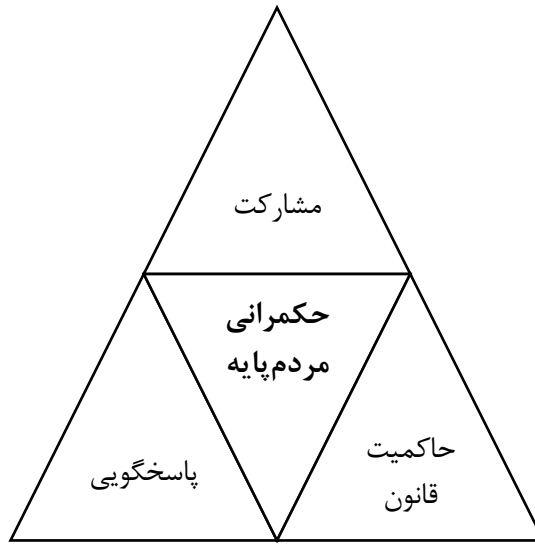 مشارکت
حکمرانی
مردم‌پایه
حاکمیت
قانون
پاسخگویی